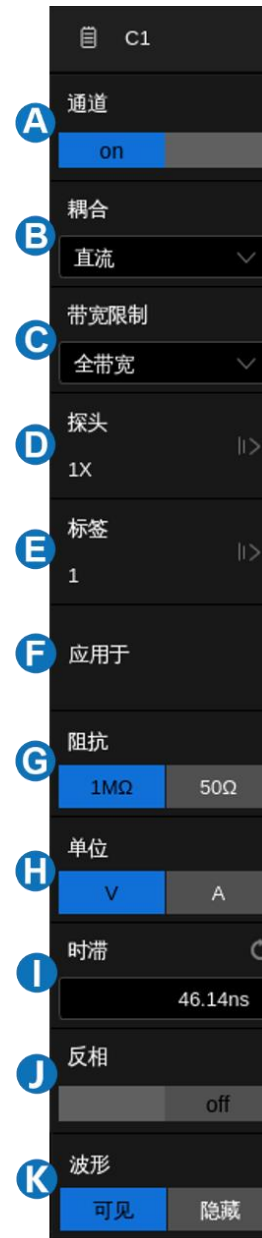 C1
A
通道
on
B
耦合
直流
C
带宽限制
全带宽
D
探头
1X
E
标签
1
F
应用于
G
阻抗
1MΩ 50Ω
H
单位
V A
I
时滞
46.14ns
J
反相
off
K
波形
可见 隐藏